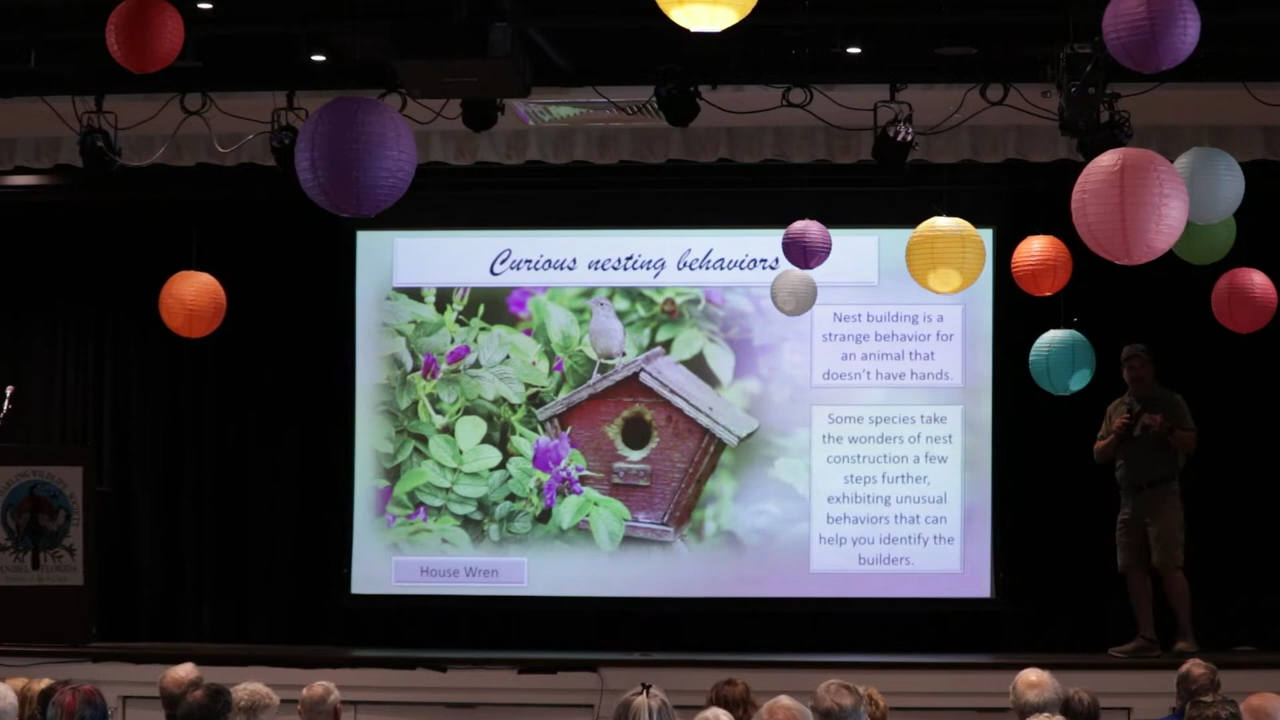 Curious nesting behaviors
Nest building is a
strange behavior for
an animal that
doesn't have hands.
Some species take
the wonders of nest
construction a few
steps further,
exhibiting unusual
behaviors that can
help you identify the
builders.
House Wren